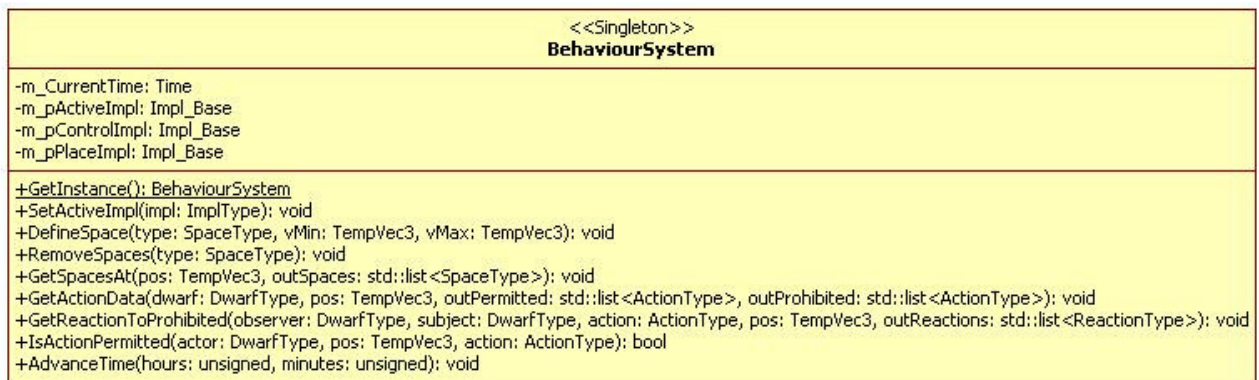 <<Singleton>>
BehaviourSystem
-m_CurrentTime: Time
-m_pActiveImpl: Impl_Base
-m_pControlImpl: Impl_Base
-m_pPlaceImpl: Impl_Base
+GetInstance(): BehaviourSystem
+SetActiveImpl(impl: ImplType): void
+DefineSpace(type: SpaceType, vMin: TempVec3, vMax: TempVec3): void
+RemoveSpaces(type: SpaceType): void
+GetSpacesAt(pos: TempVec3, outSpaces: std::list<SpaceType>): void
+GetActionData(dwarf: DwarfType, pos: TempVec3, outPermitted: std::list<ActionType>, outProhibited: std::list<ActionType>): void
+GetReactionToProhibited(observer: DwarfType, subject: DwarfType, action: ActionType, pos: TempVec3, outReactions: std::list<ReactionType>): void
+IsActionPermitted(actor: DwarfType, pos: TempVec3, action: ActionType): bool
+AdvanceTime(hours: unsigned, minutes: unsigned): void